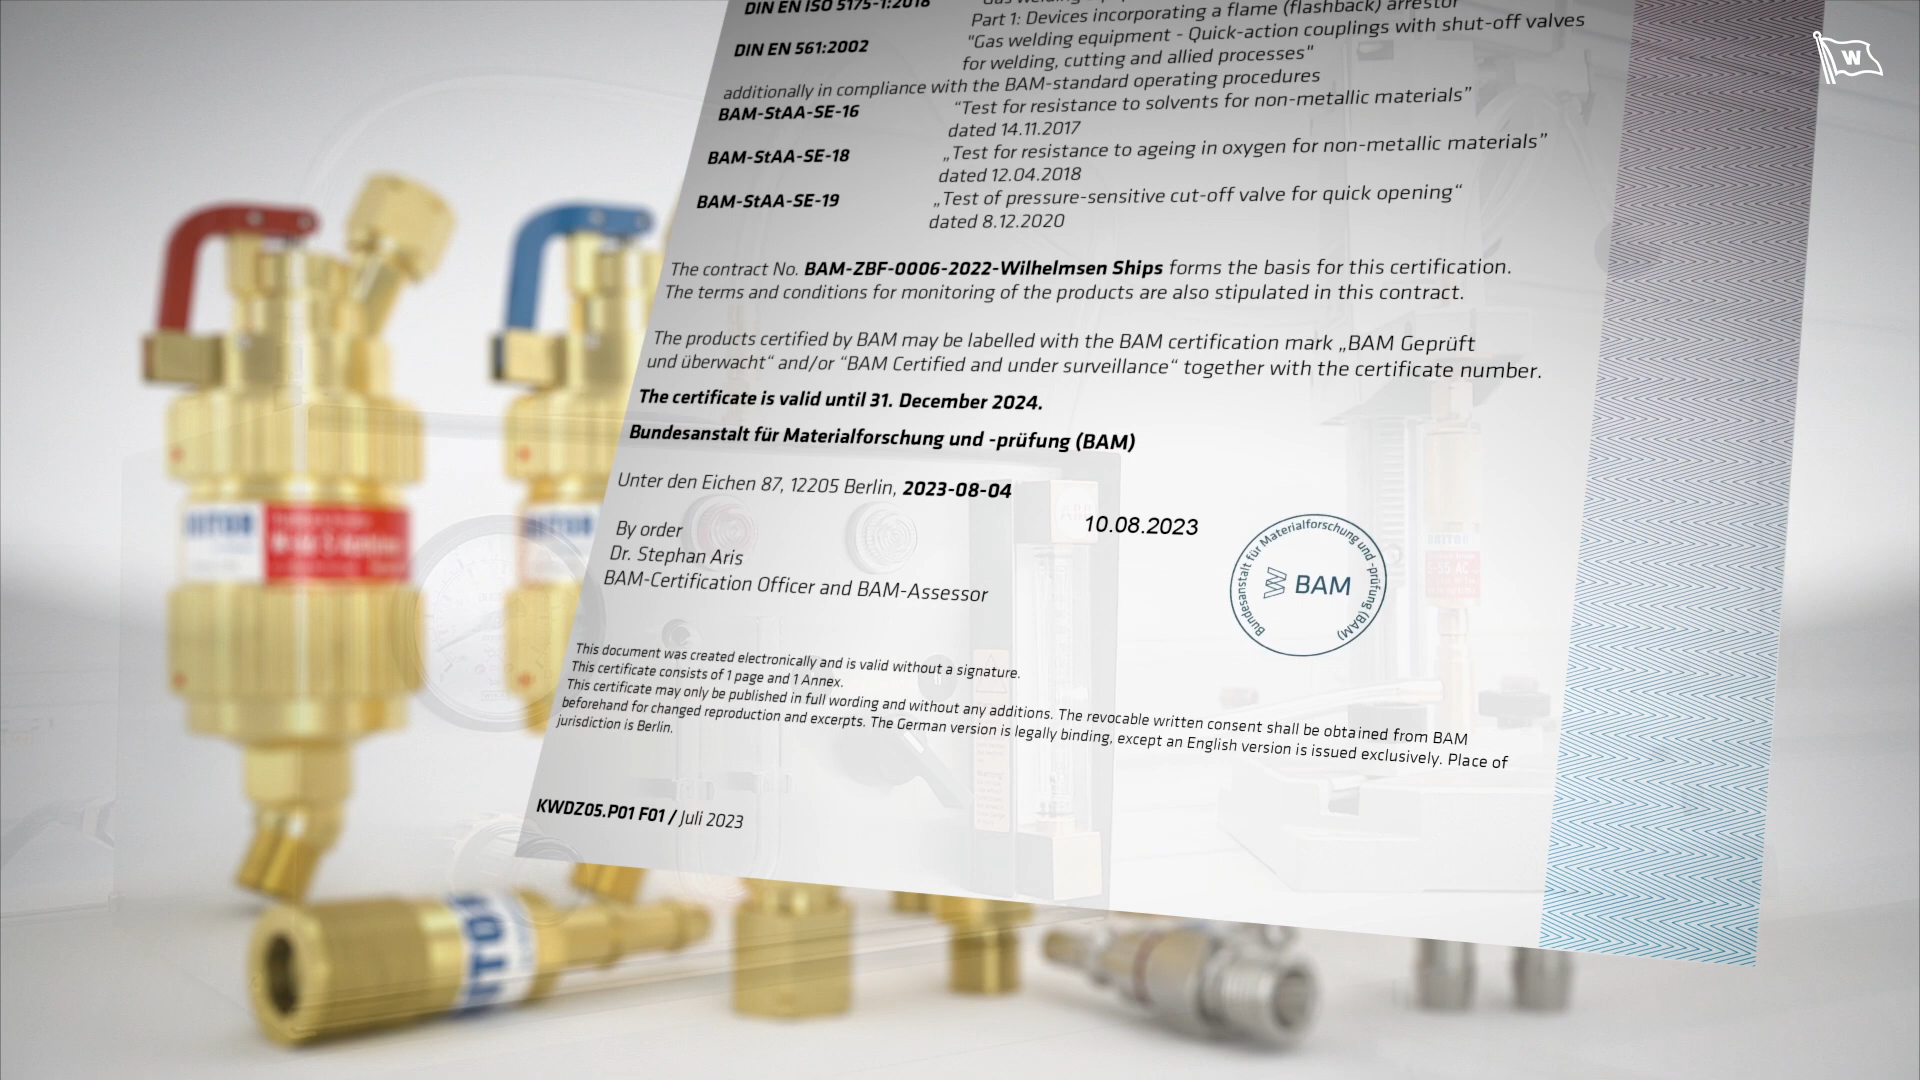 DIN EN ISO 5175-1:2018
Part 1: Devices incorporating a flame (flashback) arrestor
DIN EN 561:2002
"Gas welding equipment - Quick-action couplings with shut-off valves
for welding, cutting and allied processes"
additionally in compliance with the BAM-standard operating procedures
BAM-StAA-SE-16
“Test for resistance to solvents for non-metallic materials”
dated 14.11.2017
BAM-StAA-SE-18
„Test for resistance to ageing in oxygen for non-metallic materials”
dated 12.04.2018
BAM-StAA-SE-19
„Test of pressure-sensitive cut-off valve for quick opening“
dated 8.12.2020
The contract No. BAM-ZBF-0006-2022-Wilhelmsen Ships forms the basis for this certification.
The terms and conditions for monitoring of the products are also stipulated in this contract.
The products certified by BAM may be labelled with the BAM certification mark „BAM Geprüft
und überwacht“ and/or “BAM Certified and under surveillance“ together with the certificate number.
The certificate is valid until 31. December 2024.
Bundesanstalt für Materialforschung und -prüfung (BAM)
Unter den Eichen 87, 12205 Berlin, 2023-08-04
10.08.2023
By order
Dr. Stephan Aris
BAM-Certification Officer and BAM-Assessor
Bundesanstalt für Materialforschung und -prüfung (BAM)
BAM
This document was created electronically and is valid without a signature.
This certificate consists of 1 page and 1 Annex.
This certificate may only be published in full wording and without any additions. The revocable written consent shall be obtained from BAM
beforehand for changed reproduction and excerpts. The German version is legally binding, except an English version is issued exclusively. Place of
jurisdiction is Berlin.
KWDZ05.P01 F01 / Juli 2023
W